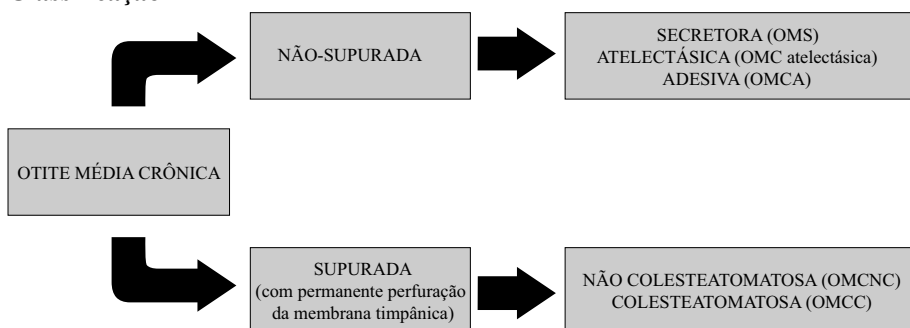 NÃO-SUPURADA
SECRETORA (OMS)
ATELECTÁSICA (OMC atelectásica)
ADESIVA (OMCA)
OTITE MÉDIA CRÔNICA
SUPURADA
(com permanente perfuração
da membrana timpânica)
NÃO COLESTEATOMATOSA (OMCNC)
COLESTEATOMATOSA (OMCC)